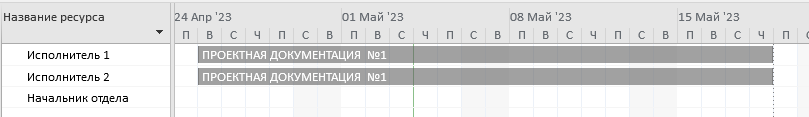 Название ресурса
24 Апр '23 01 Май '23 08 Май '23 15 Май '23
П В С Ч П С В П В С Ч П С В П В С Ч П С В П В С Ч П С
Исполнитель 1 ПРОЕКТНАЯ ДОКУМЕНТАЦИЯ №1
Исполнитель 2 ПРОЕКТНАЯ ДОКУМЕНТАЦИЯ №1
Начальник отдела